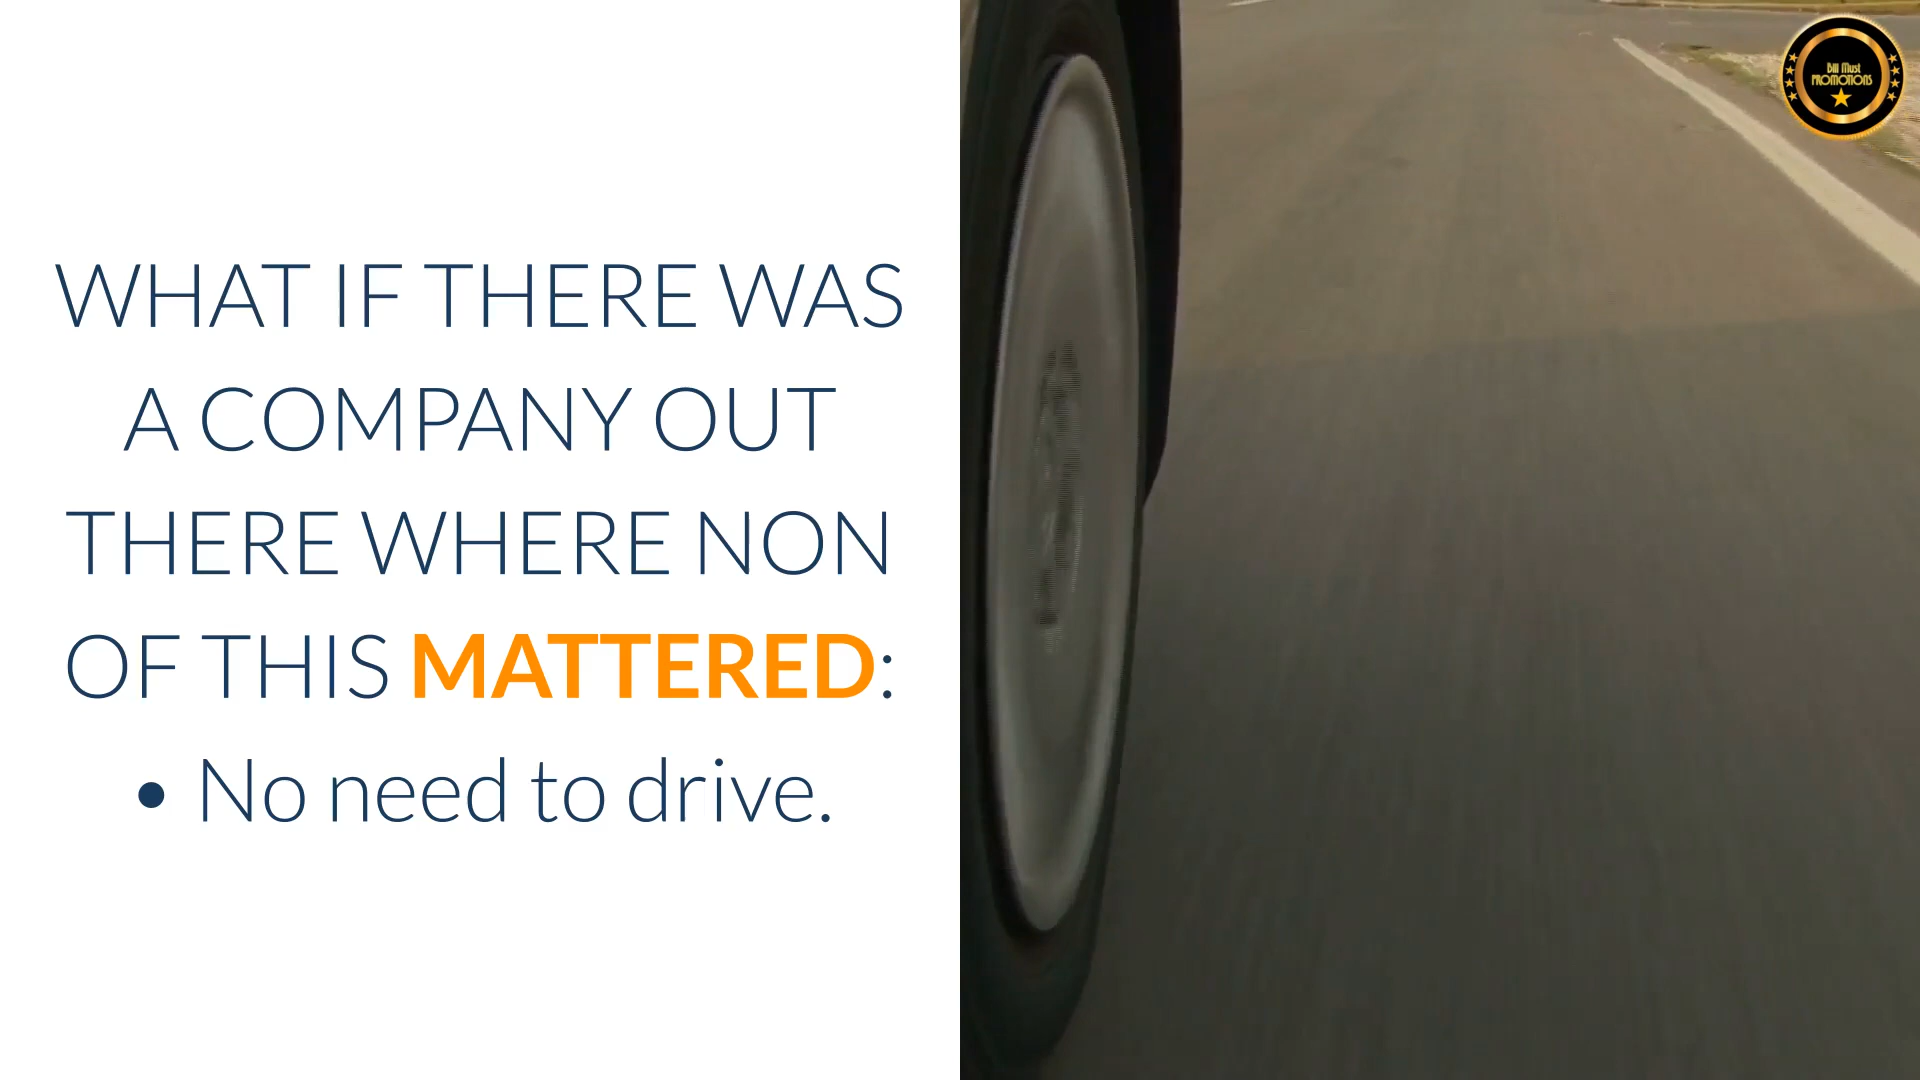 WHAT IF THERE WAS
A COMPANY OUT
THERE WHERE NON
OF THIS MATTERED:
• No need to drive.
Bill Must
PROMOTIONS